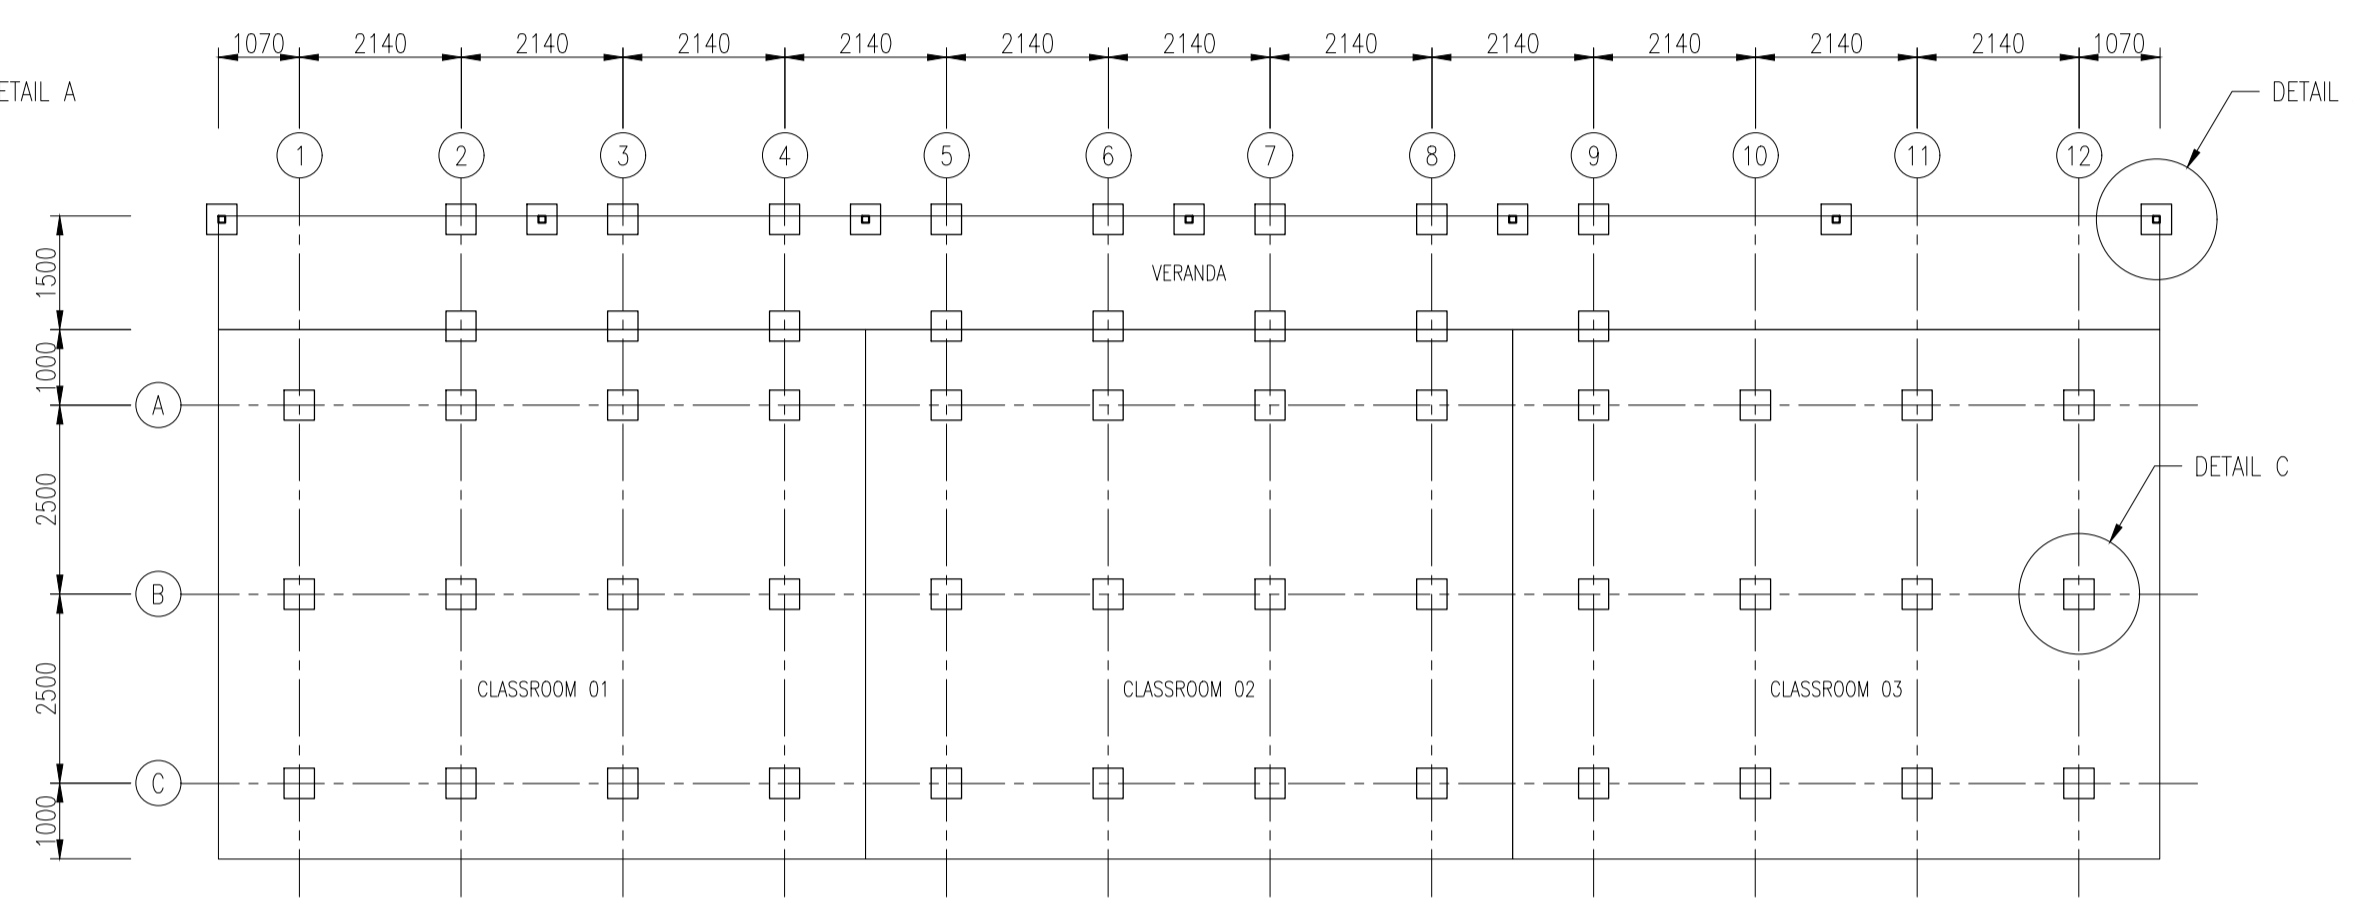 1070 2140 2140 2140 2140 2140 2140 2140 2140 2140 2140 2140 1070
ETAIL A
DETAIL
1 2 3 4 5 6 7 8 9 10 11 12
1500
VERANDA
1000
A
DETAIL C
2500
B
2500
CLASSROOM 01 CLASSROOM 02 CLASSROOM 03
C
1000